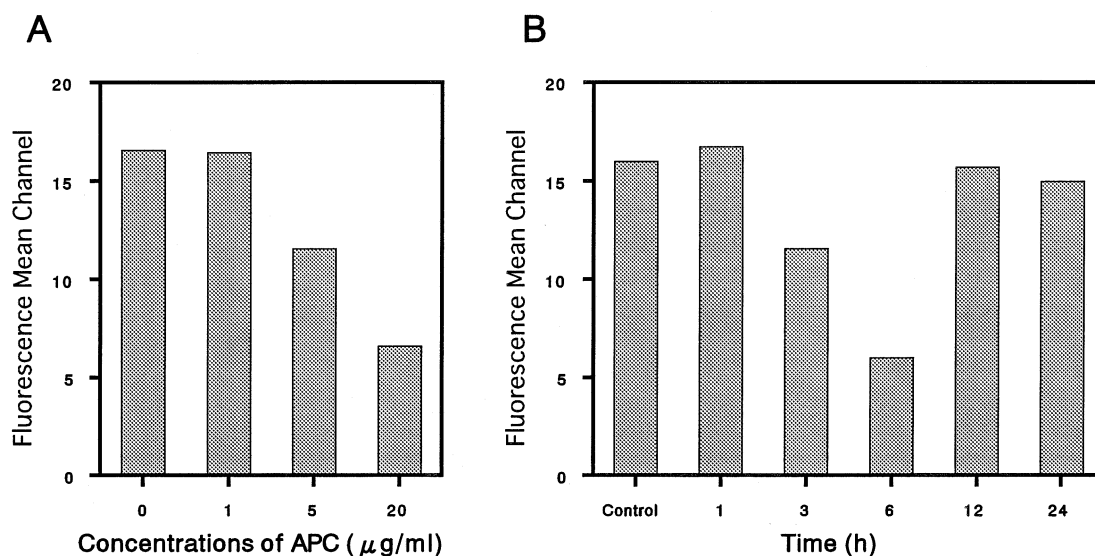 A
Fluorescence Mean Channel
20
15
10
5
0
0 1 5 20
Concentrations of APC ( μg/ml)
B
Fluorescence Mean Channel
20
15
10
5
0
Control 1 3 6 12 24
Time (h)